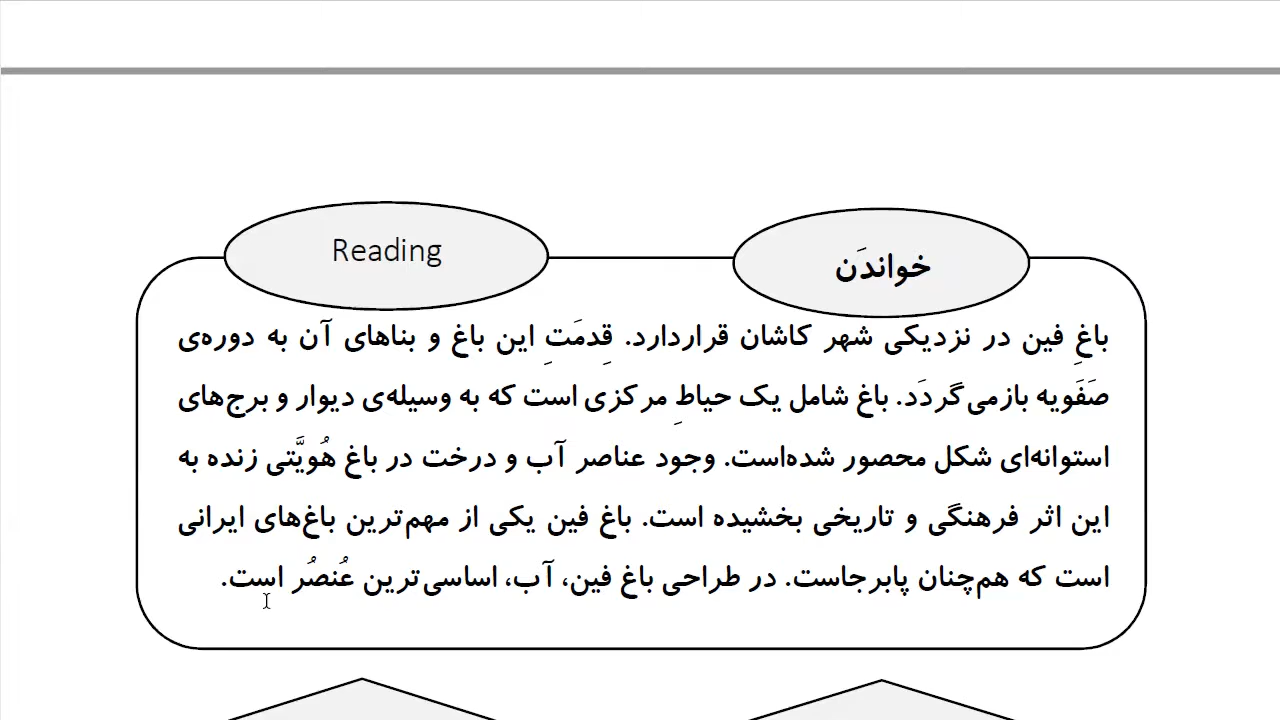 Reading
خواندَن
باغِ فین در نزدیکی شهر کاشان قراردارد. قِدمَتِ این باغ و بناهای آن به دوره‌ی
صَفَویه بازمی‌گردَد. باغ شامل یک حیاطِ مرکزی است که به وسیله‌ی دیوار و برج‌های
استوانه‌ای شکل محصور شده‌است. وجود عناصر آب و درخت در باغ هُویَّتی زنده به
این اثر فرهنگی و تاریخی بخشیده است. باغ فین یکی از مهم‌ترین باغ‌های ایرانی
است که هم‌چنان پابرجاست. در طراحی باغ فین، آب، اساسی‌ترین عُنصُر است.